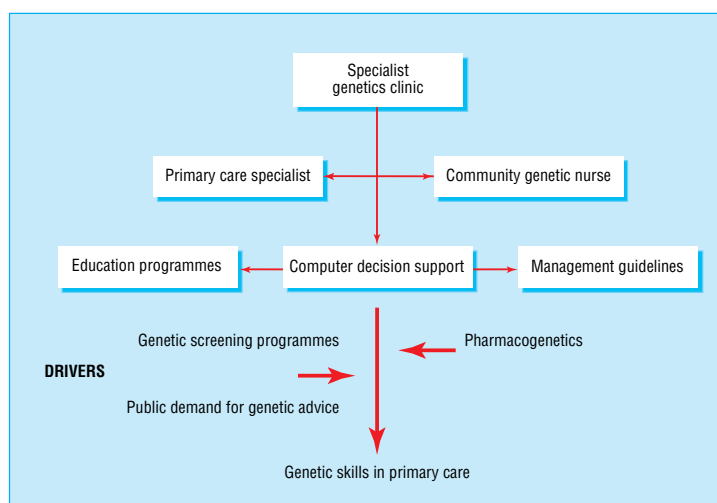 Specialist
genetics clinic
Primary care specialist
Community genetic nurse
Education programmes
Computer decision support
Management guidelines
Genetic screening programmes
Pharmacogenetics
DRIVERS
Public demand for genetic advice
Genetic skills in primary care